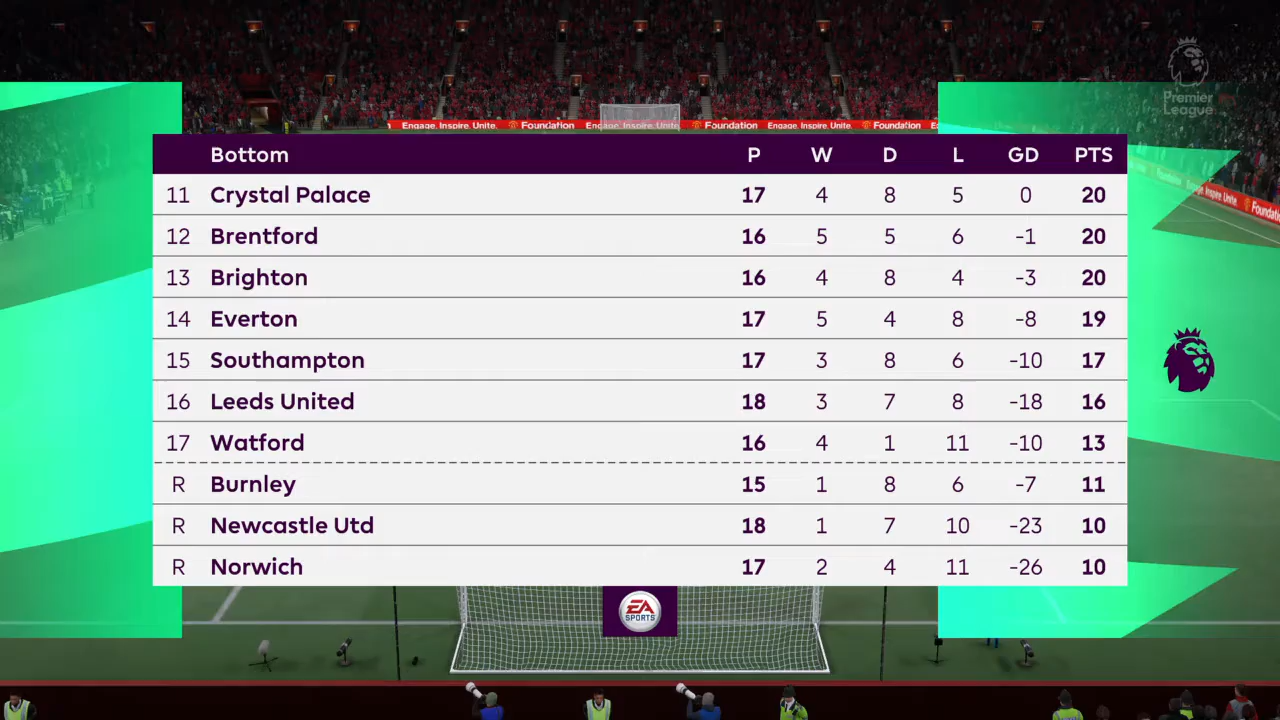 Premier
League
Engage. Inspire. Unite. Foundation Engage. Inspire. Unite. Foundation Engage. Inspire. Unite. Foundation
Engage. Inspire. Unite. Foundation
Bottom P W D L GD PTS
11 Crystal Palace 17 4 8 5 0 20
12 Brentford 16 5 5 6 -1 20
13 Brighton 16 4 8 4 -3 20
14 Everton 17 5 4 8 -8 19
15 Southampton 17 3 8 6 -10 17
16 Leeds United 18 3 7 8 -18 16
17 Watford 16 4 1 11 -10 13
R Burnley 15 1 8 6 -7 11
R Newcastle Utd 18 1 7 10 -23 10
R Norwich 17 2 4 11 -26 10
EA
SPORTS